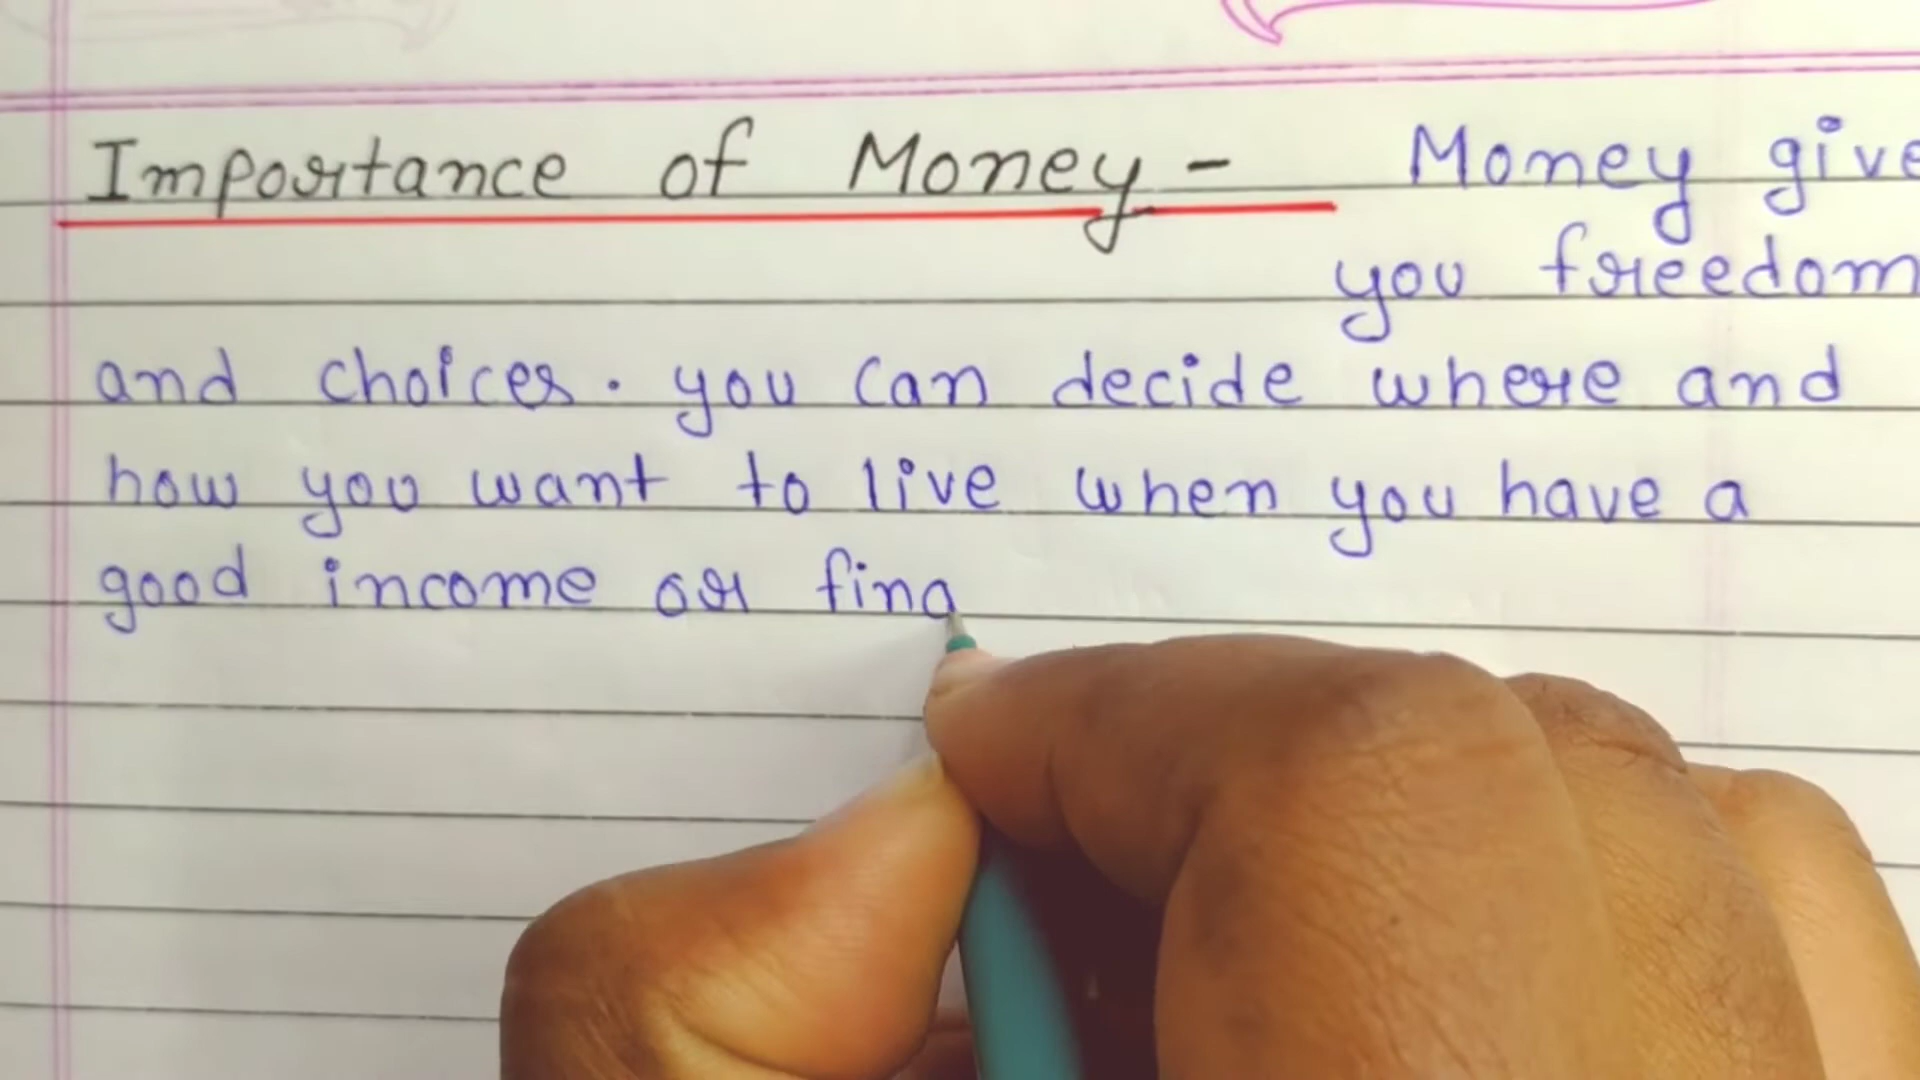 Importance of Money - Money give
you freedom
and choices. you can decide where and
how you want to live when you have a
good income or fina